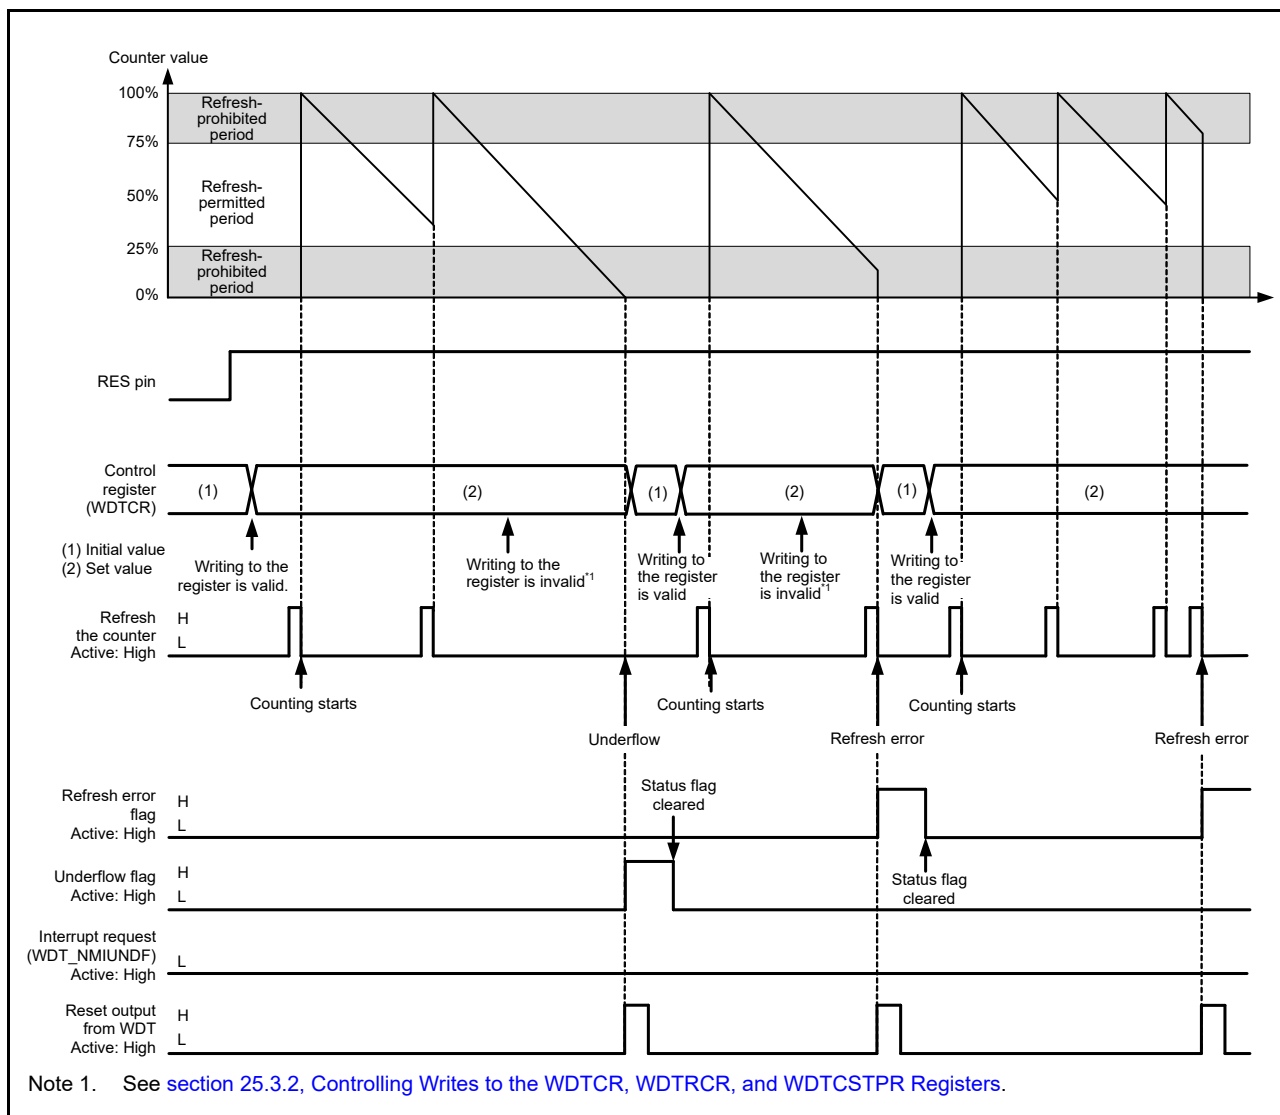 Counter value
100%
Refresh-
prohibited
period
75%
50%
Refresh-
permitted
period
25%
Refresh-
prohibited
period
0%
RES pin
Control
register
(WDTCR)
(1)
(2)
(1)
(2)
(1)
(2)
(1) Initial value
(2) Set value
Writing to the
register is valid.
Writing to the
register is invalid*1
Writing to
the register
is valid
Writing to
the register
is invalid*1
Writing to
the register
is valid
Refresh
the counter
Active: High
H
L
Counting starts
Counting starts
Counting starts
Underflow
Refresh error
Refresh error
Refresh error
flag
Active: High
H
L
Status flag
cleared
Underflow flag
Active: High
H
L
Status flag
cleared
Interrupt request
(WDT_NMIUNDF)
Active: High
L
Reset output
from WDT
Active: High
H
L
Note 1. See section 25.3.2, Controlling Writes to the WDTCR, WDTRCR, and WDTCSTPR Registers.